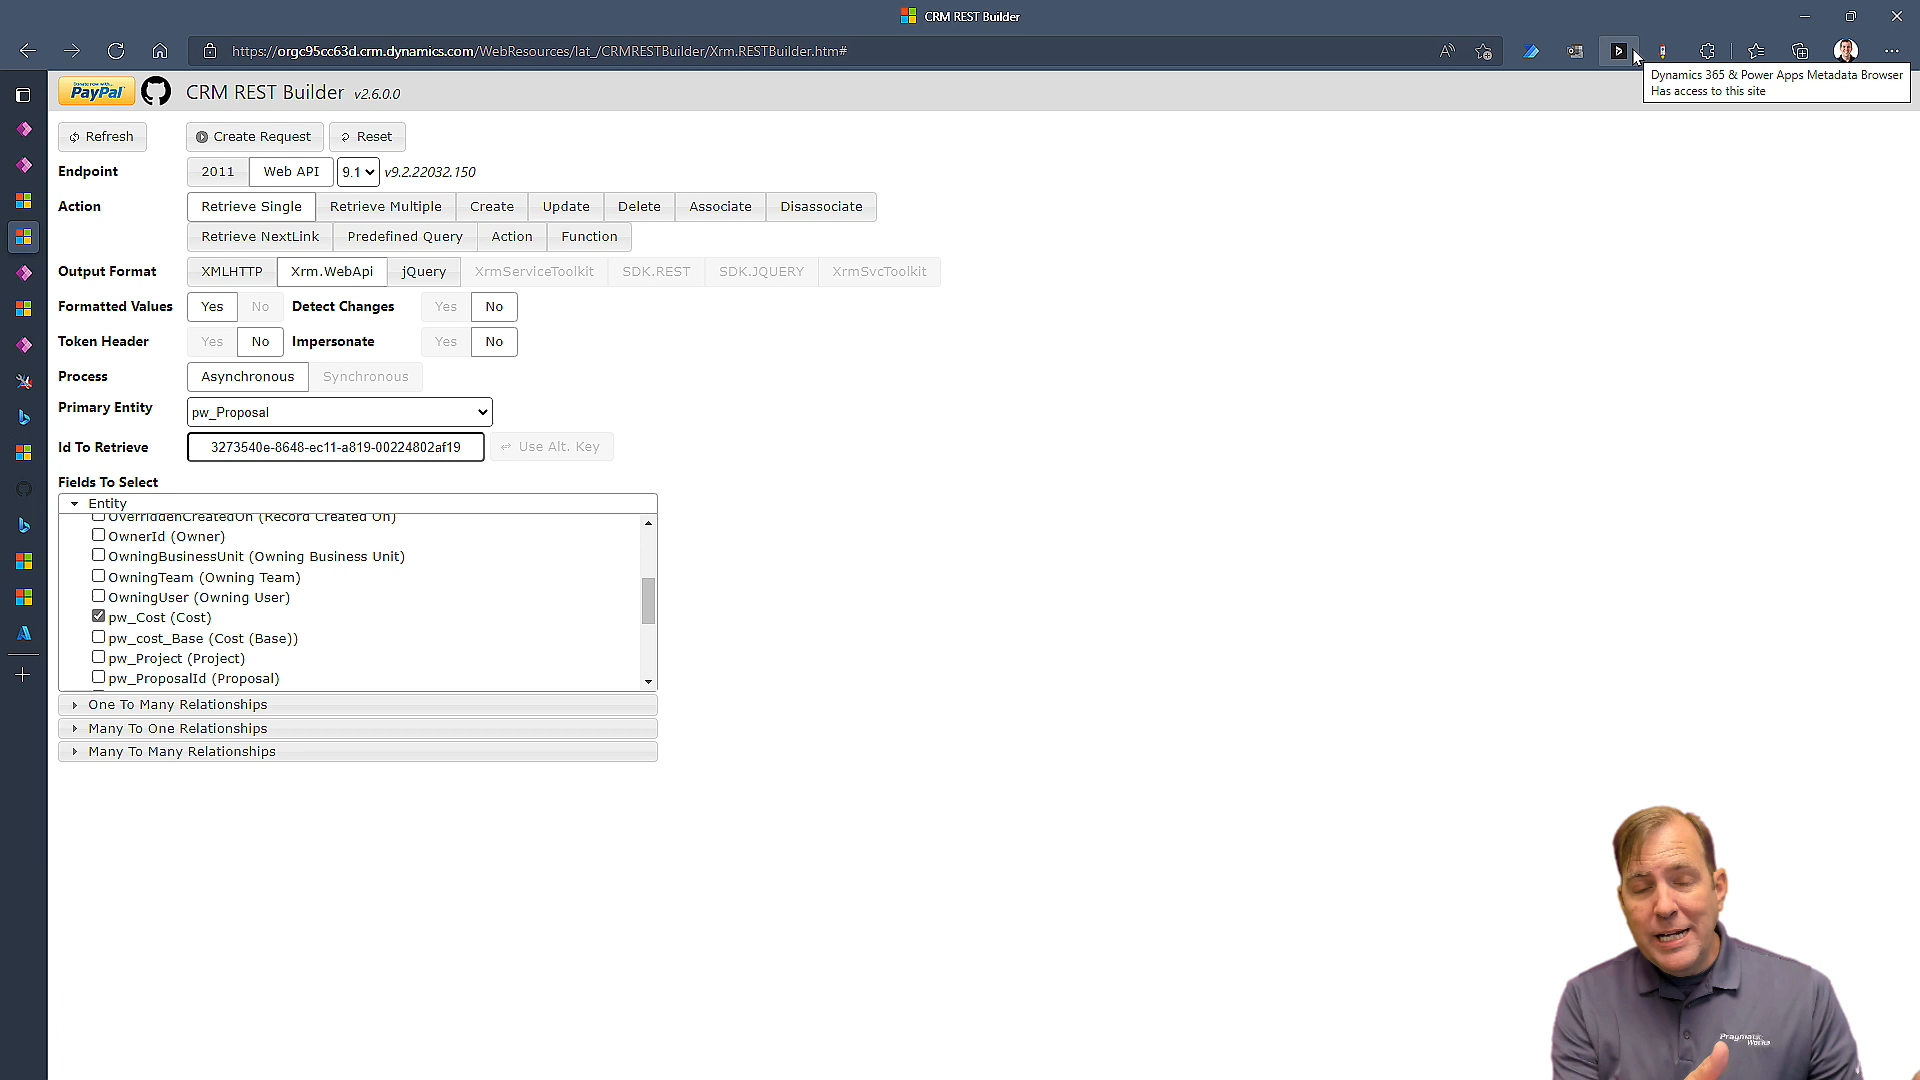 CRM REST Builder
https://orgc95cc63d.crm.dynamics.com/WebResources/lat_/CRMRESTBuilder/Xrm.RESTBuilder.htm#
Dynamics 365 & Power Apps Metadata Browser
Has access to this site
Donate now with...
PayPal
CRM REST Builder v2.6.0.0
Refresh Create Request Reset
Endpoint 2011 Web API 9.1 v9.2.22032.150
Action Retrieve Single Retrieve Multiple Create Update Delete Associate Disassociate
Retrieve NextLink Predefined Query Action Function
Output Format XMLHTTP Xrm.WebApi jQuery XrmServiceToolkit SDK.REST SDK.JQUERY XrmSvcToolkit
Formatted Values Yes No Detect Changes Yes No
Token Header Yes No Impersonate Yes No
Process Asynchronous Synchronous
Primary Entity pw_Proposal
Id To Retrieve 3273540e-8648-ec11-a819-00224802af19 Use Alt. Key
Fields To Select
Entity
OverriddenCreatedOn (Record Created On)
OwnerId (Owner)
OwningBusinessUnit (Owning Business Unit)
OwningTeam (Owning Team)
OwningUser (Owning User)
pw_Cost (Cost)
pw_cost_Base (Cost (Base))
pw_Project (Project)
pw_ProposalId (Proposal)
One To Many Relationships
Many To One Relationships
Many To Many Relationships
Pragmatic
Works